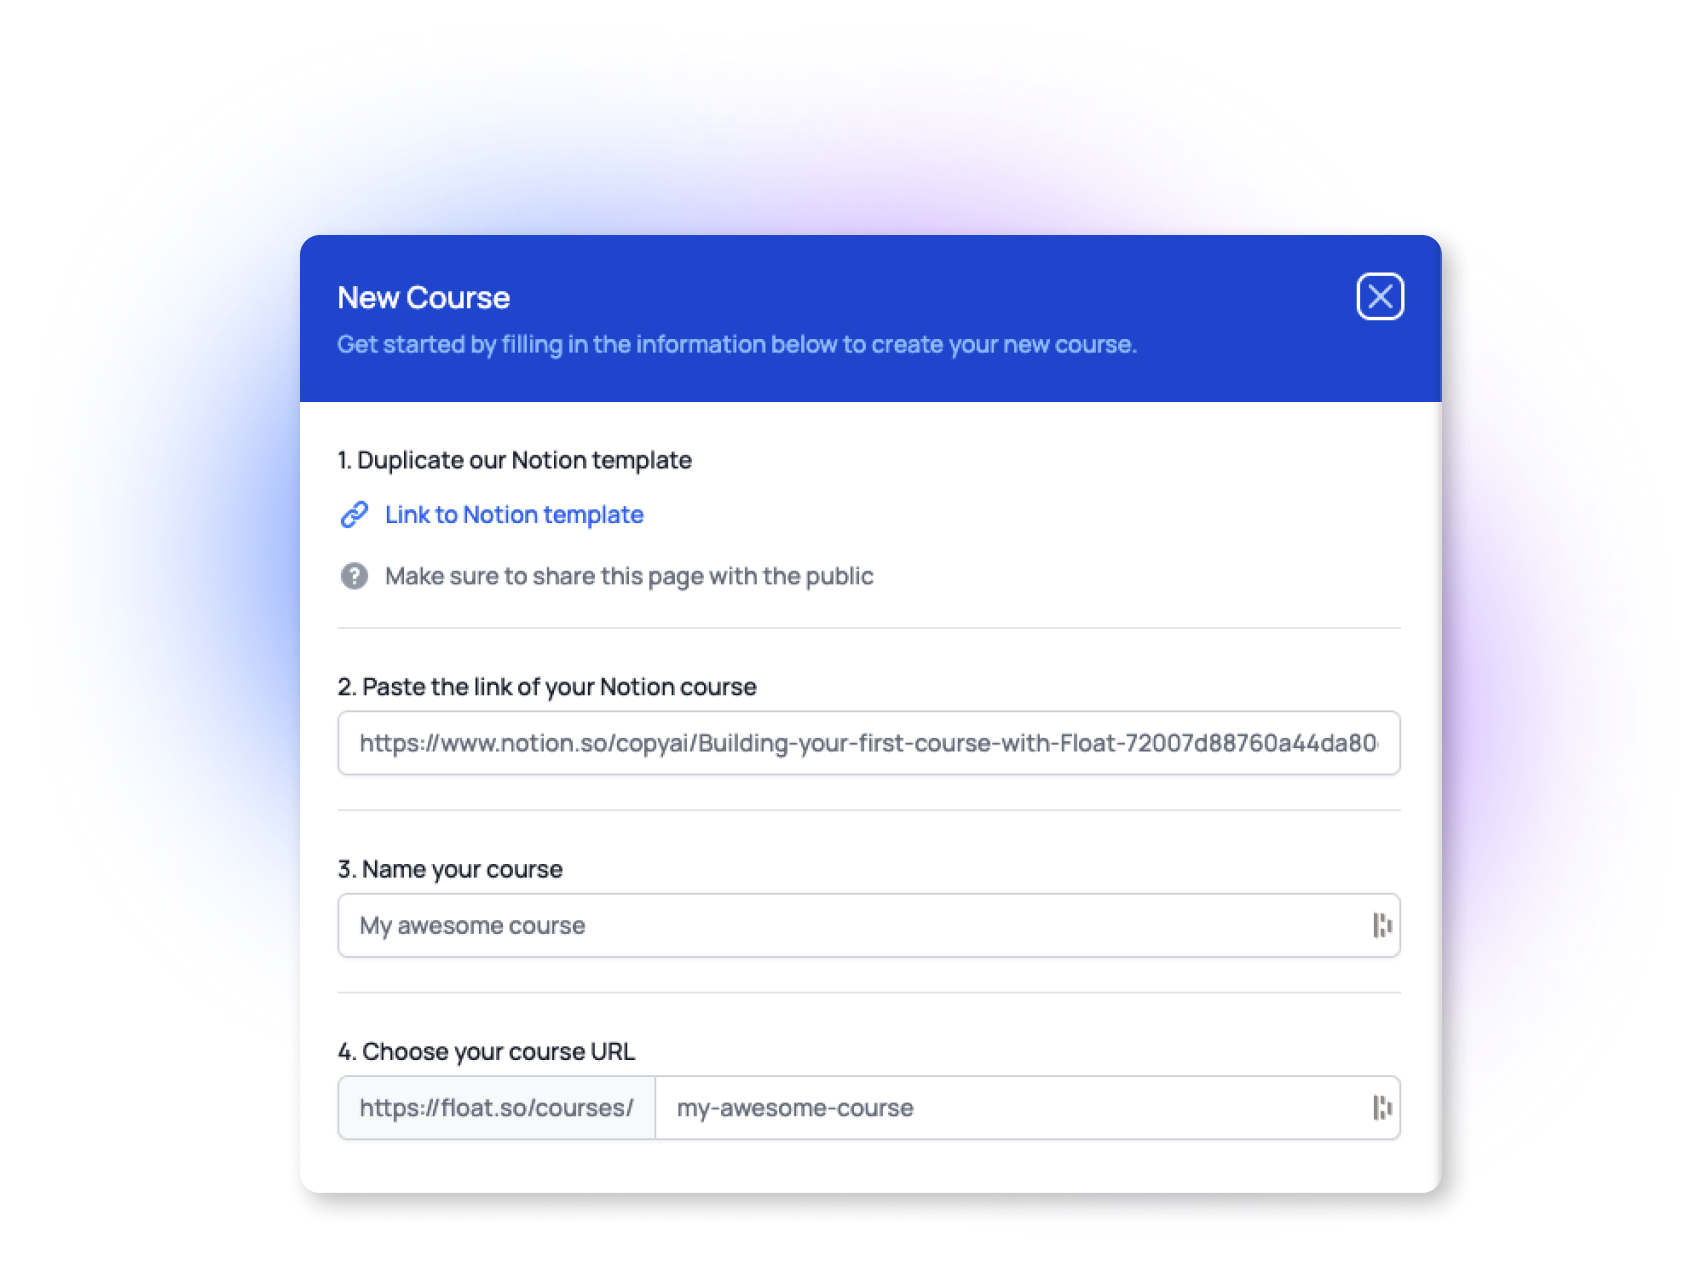 New Course
Get started by filling in the information below to create your new course.
1. Duplicate our Notion template
Link to Notion template
? Make sure to share this page with the public
2. Paste the link of your Notion course
https://www.notion.so/copyai/Building-your-first-course-with-Float-72007d88760a44da80
3. Name your course
My awesome course
4. Choose your course URL
https://float.so/courses/ my-awesome-course